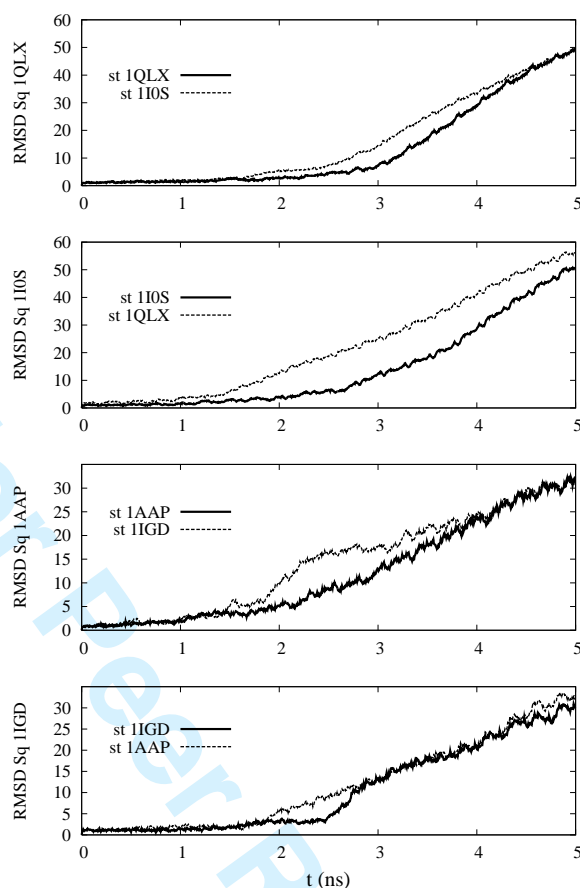 60
50
40
30
20
10
0
RMSD Sq 1QLX
st 1QLX
st 1I0S
0 1 2 3 4 5
60
50
40
30
20
10
0
RMSD Sq 1I0S
st 1I0S
st 1QLX
0 1 2 3 4 5
30
25
20
15
10
5
0
RMSD Sq 1AAP
st 1AAP
st 1IGD
0 1 2 3 4 5
30
25
20
15
10
5
0
RMSD Sq 1IGD
st 1IGD
st 1AAP
0 1 2 3 4 5
t (ns)
Peer